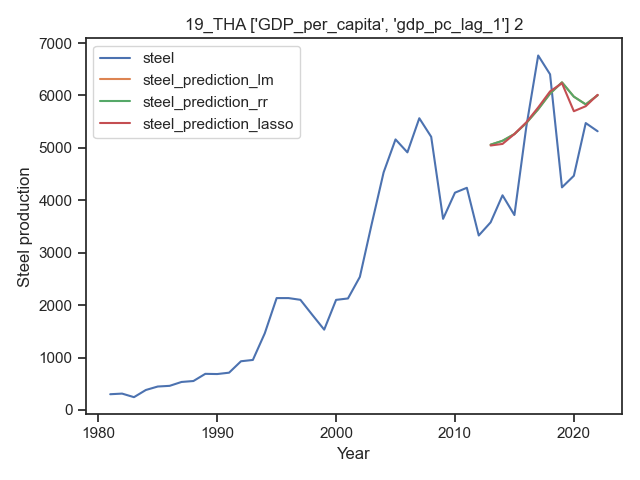 19_THA ['GDP_per_capita', 'gdp_pc_lag_1'] 2
steel
steel_prediction_lm
steel_prediction_rr
steel_prediction_lasso
Steel production
7000
6000
5000
4000
3000
2000
1000
0
1980
1990
2000
2010
2020
Year